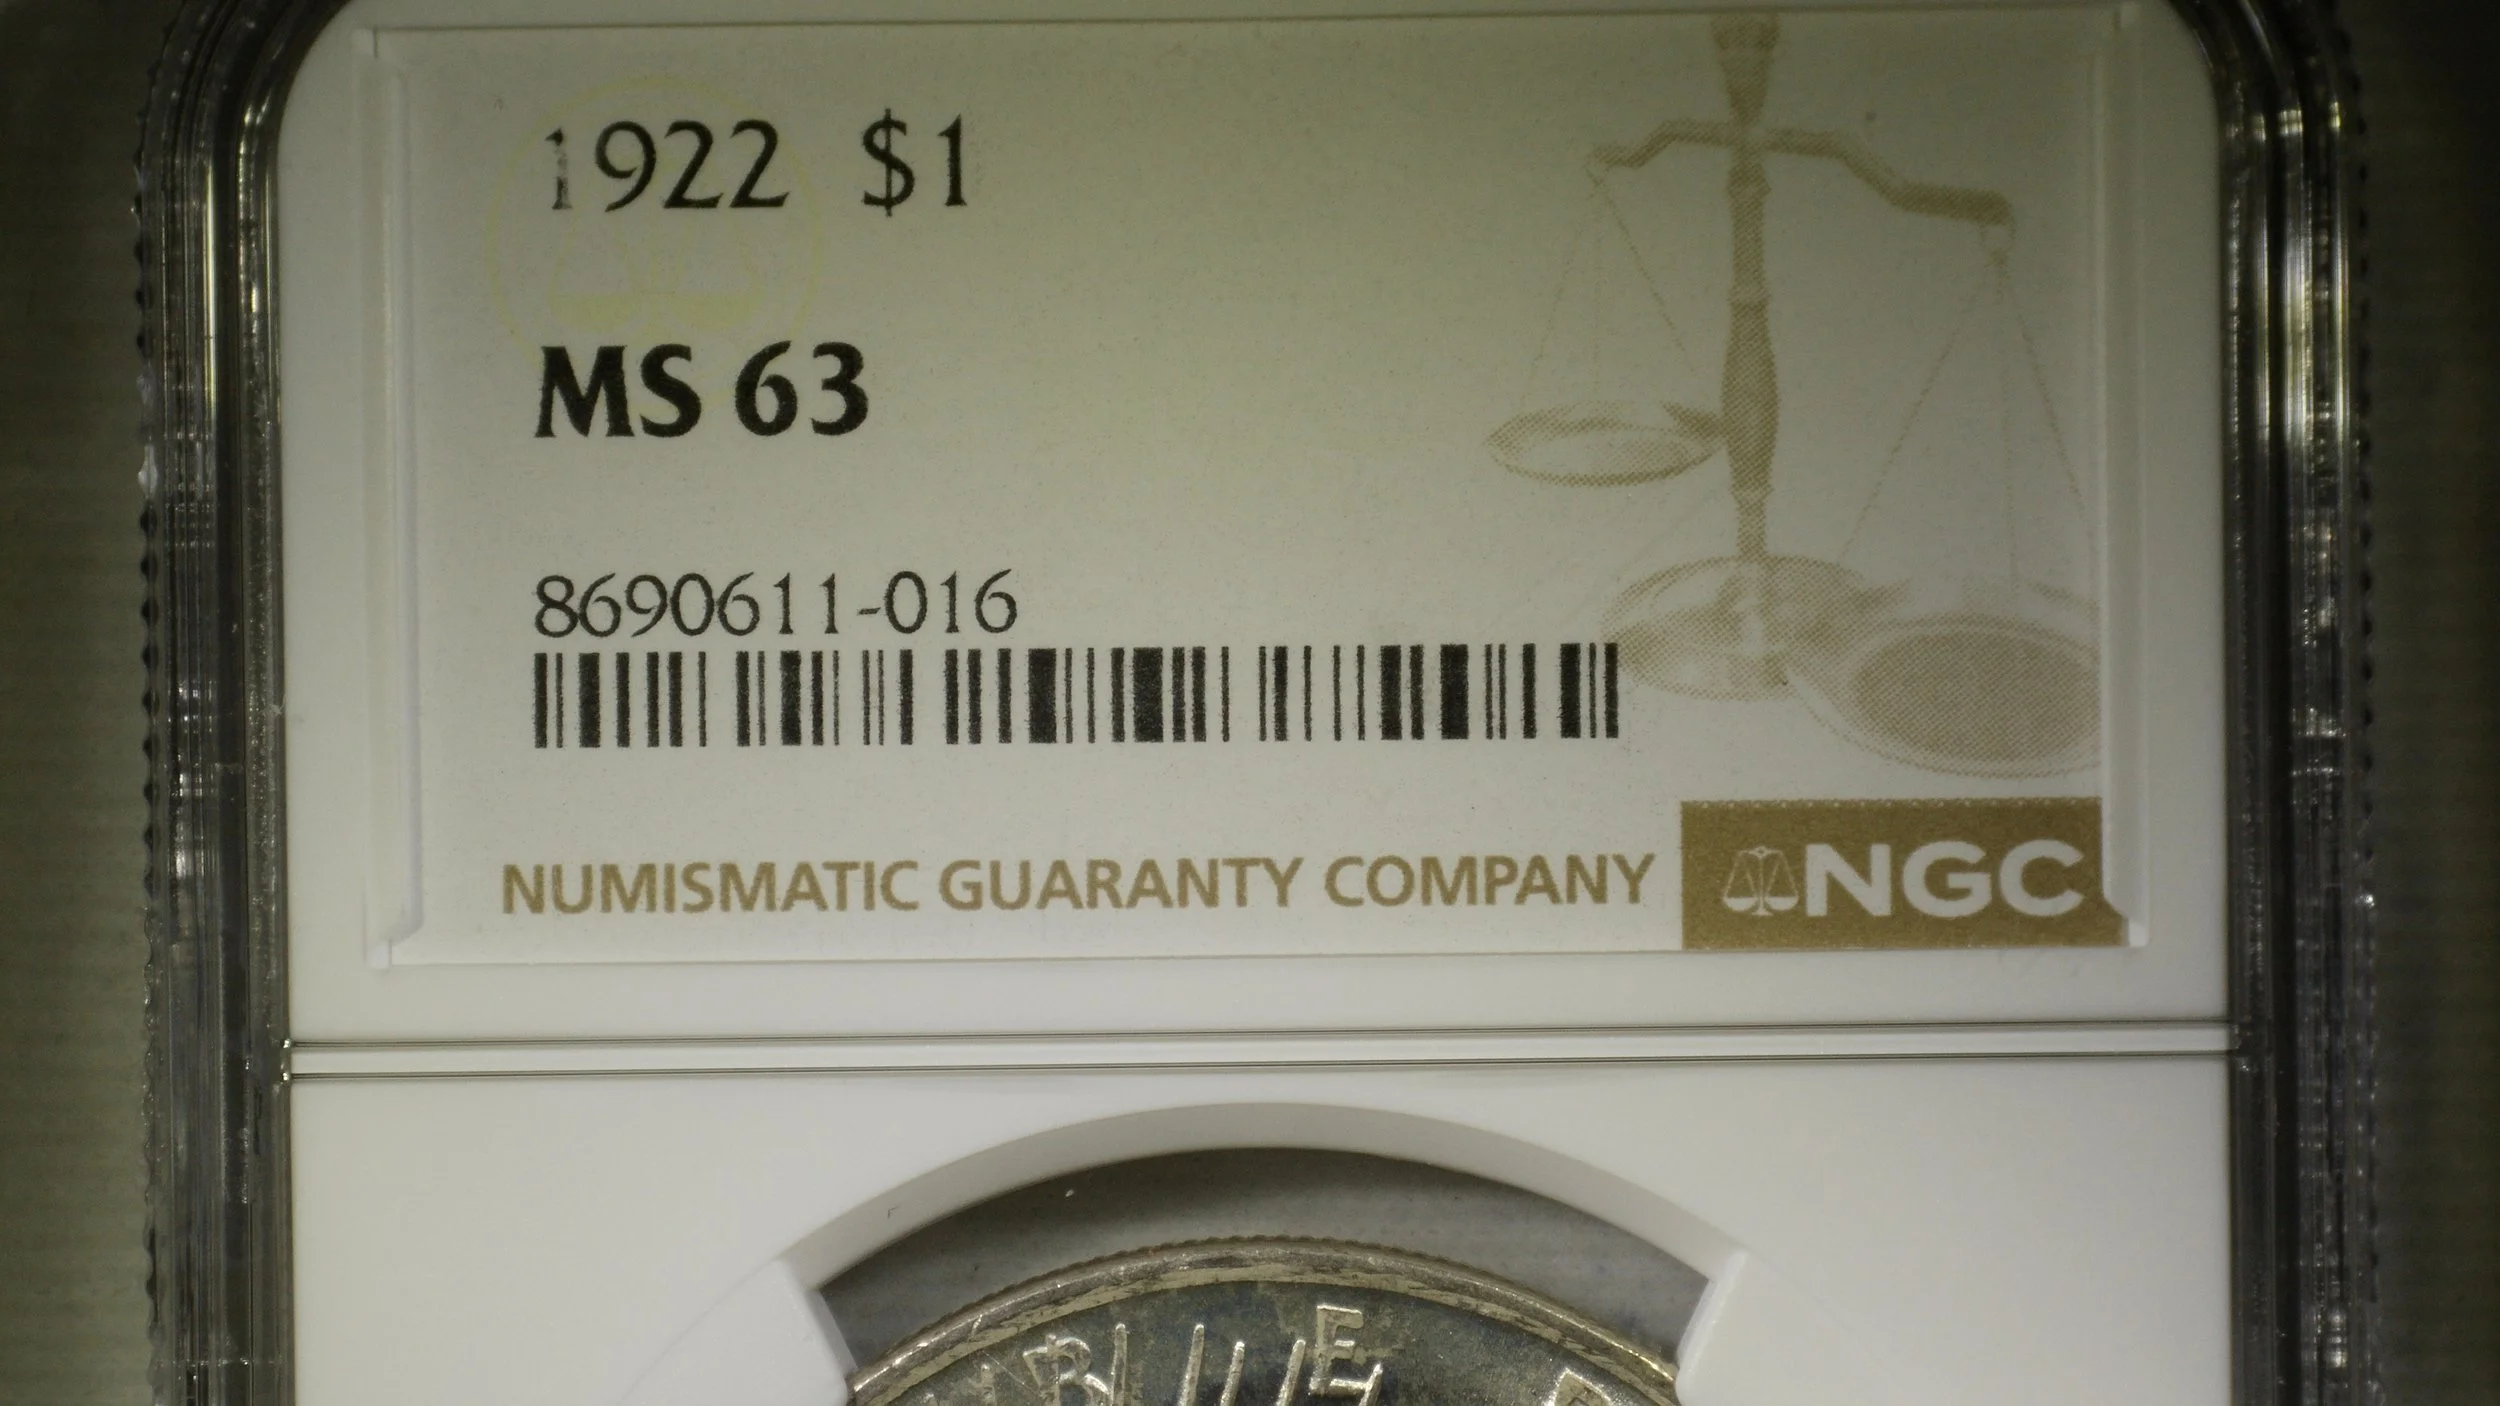 1922 $1
MS 63
8690611-016
NUMISMATIC GUARANTY COMPANY
NGC